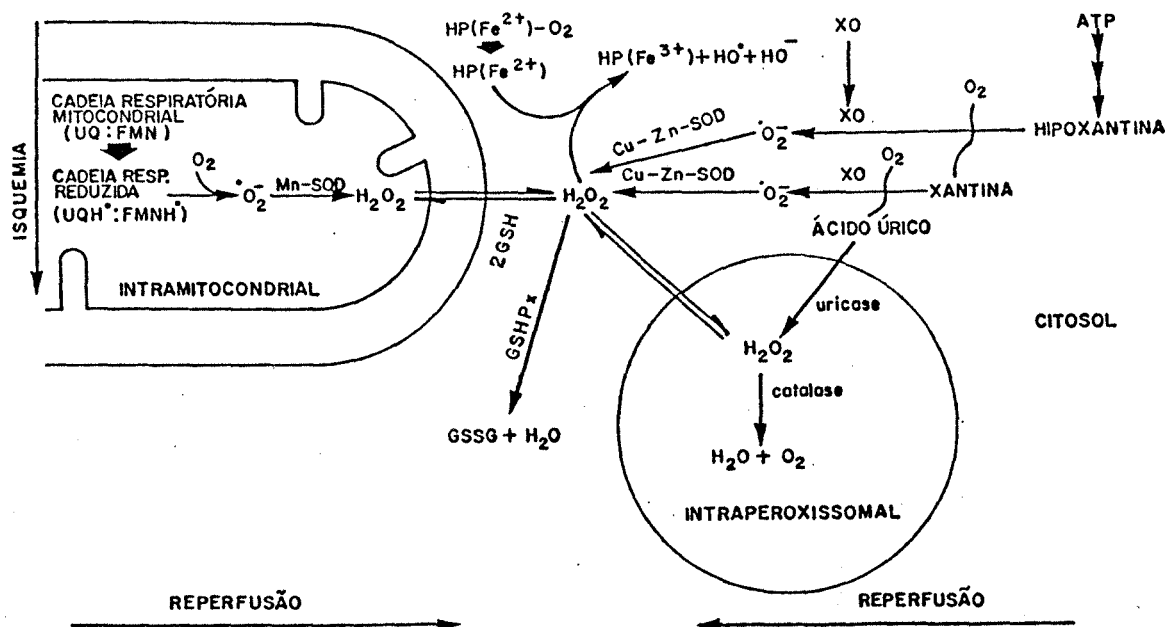 ISQUEMIA
CADEIA RESPIRATÓRIA
MITOCONDRIAL
(UQ:FMN)
CADEIA RESP.
REDUZIDA
(UQH•:FMNH•)
O2
•O2−
Mn-SOD
H2O2
INTRAMITOCONDRIAL
HP(Fe2+)-O2
HP(Fe2+)
HP(Fe3+)+HO•+HO−
XO
XO
ATP
O2
HIPOXANTINA
•O2−
Cu-Zn-SOD
Cu-Zn-SOD
H2O2
•O2−
XO
O2
XANTINA
ÁCIDO ÚRICO
2GSH
GSHPx
GSSG + H2O
uricase
H2O2
catalase
H2O + O2
INTRAPEROXISSOMAL
CITOSOL
REPERFUSÃO
REPERFUSÃO